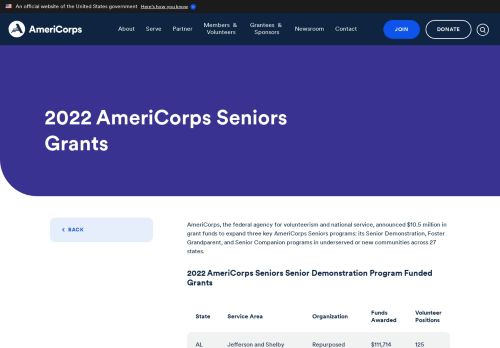 An official website of the United States government Here's how you know
AmeriCorps
About Serve Partner Members & Volunteers Grantees & Sponsors Newsroom Contact JOIN DONATE
2022 AmeriCorps Seniors
Grants
BACK
AmeriCorps, the federal agency for volunteerism and national service, announced $10.5 million in
grant funds to expand three key AmeriCorps Seniors programs: its Senior Demonstration, Foster
Grandparent, and Senior Companion programs in underserved or new communities across 27
states.
2022 AmeriCorps Seniors Senior Demonstration Program Funded
Grants
State Service Area Organization Funds Awarded Volunteer Positions
AL Jefferson and Shelby Repurposed $111,714 125